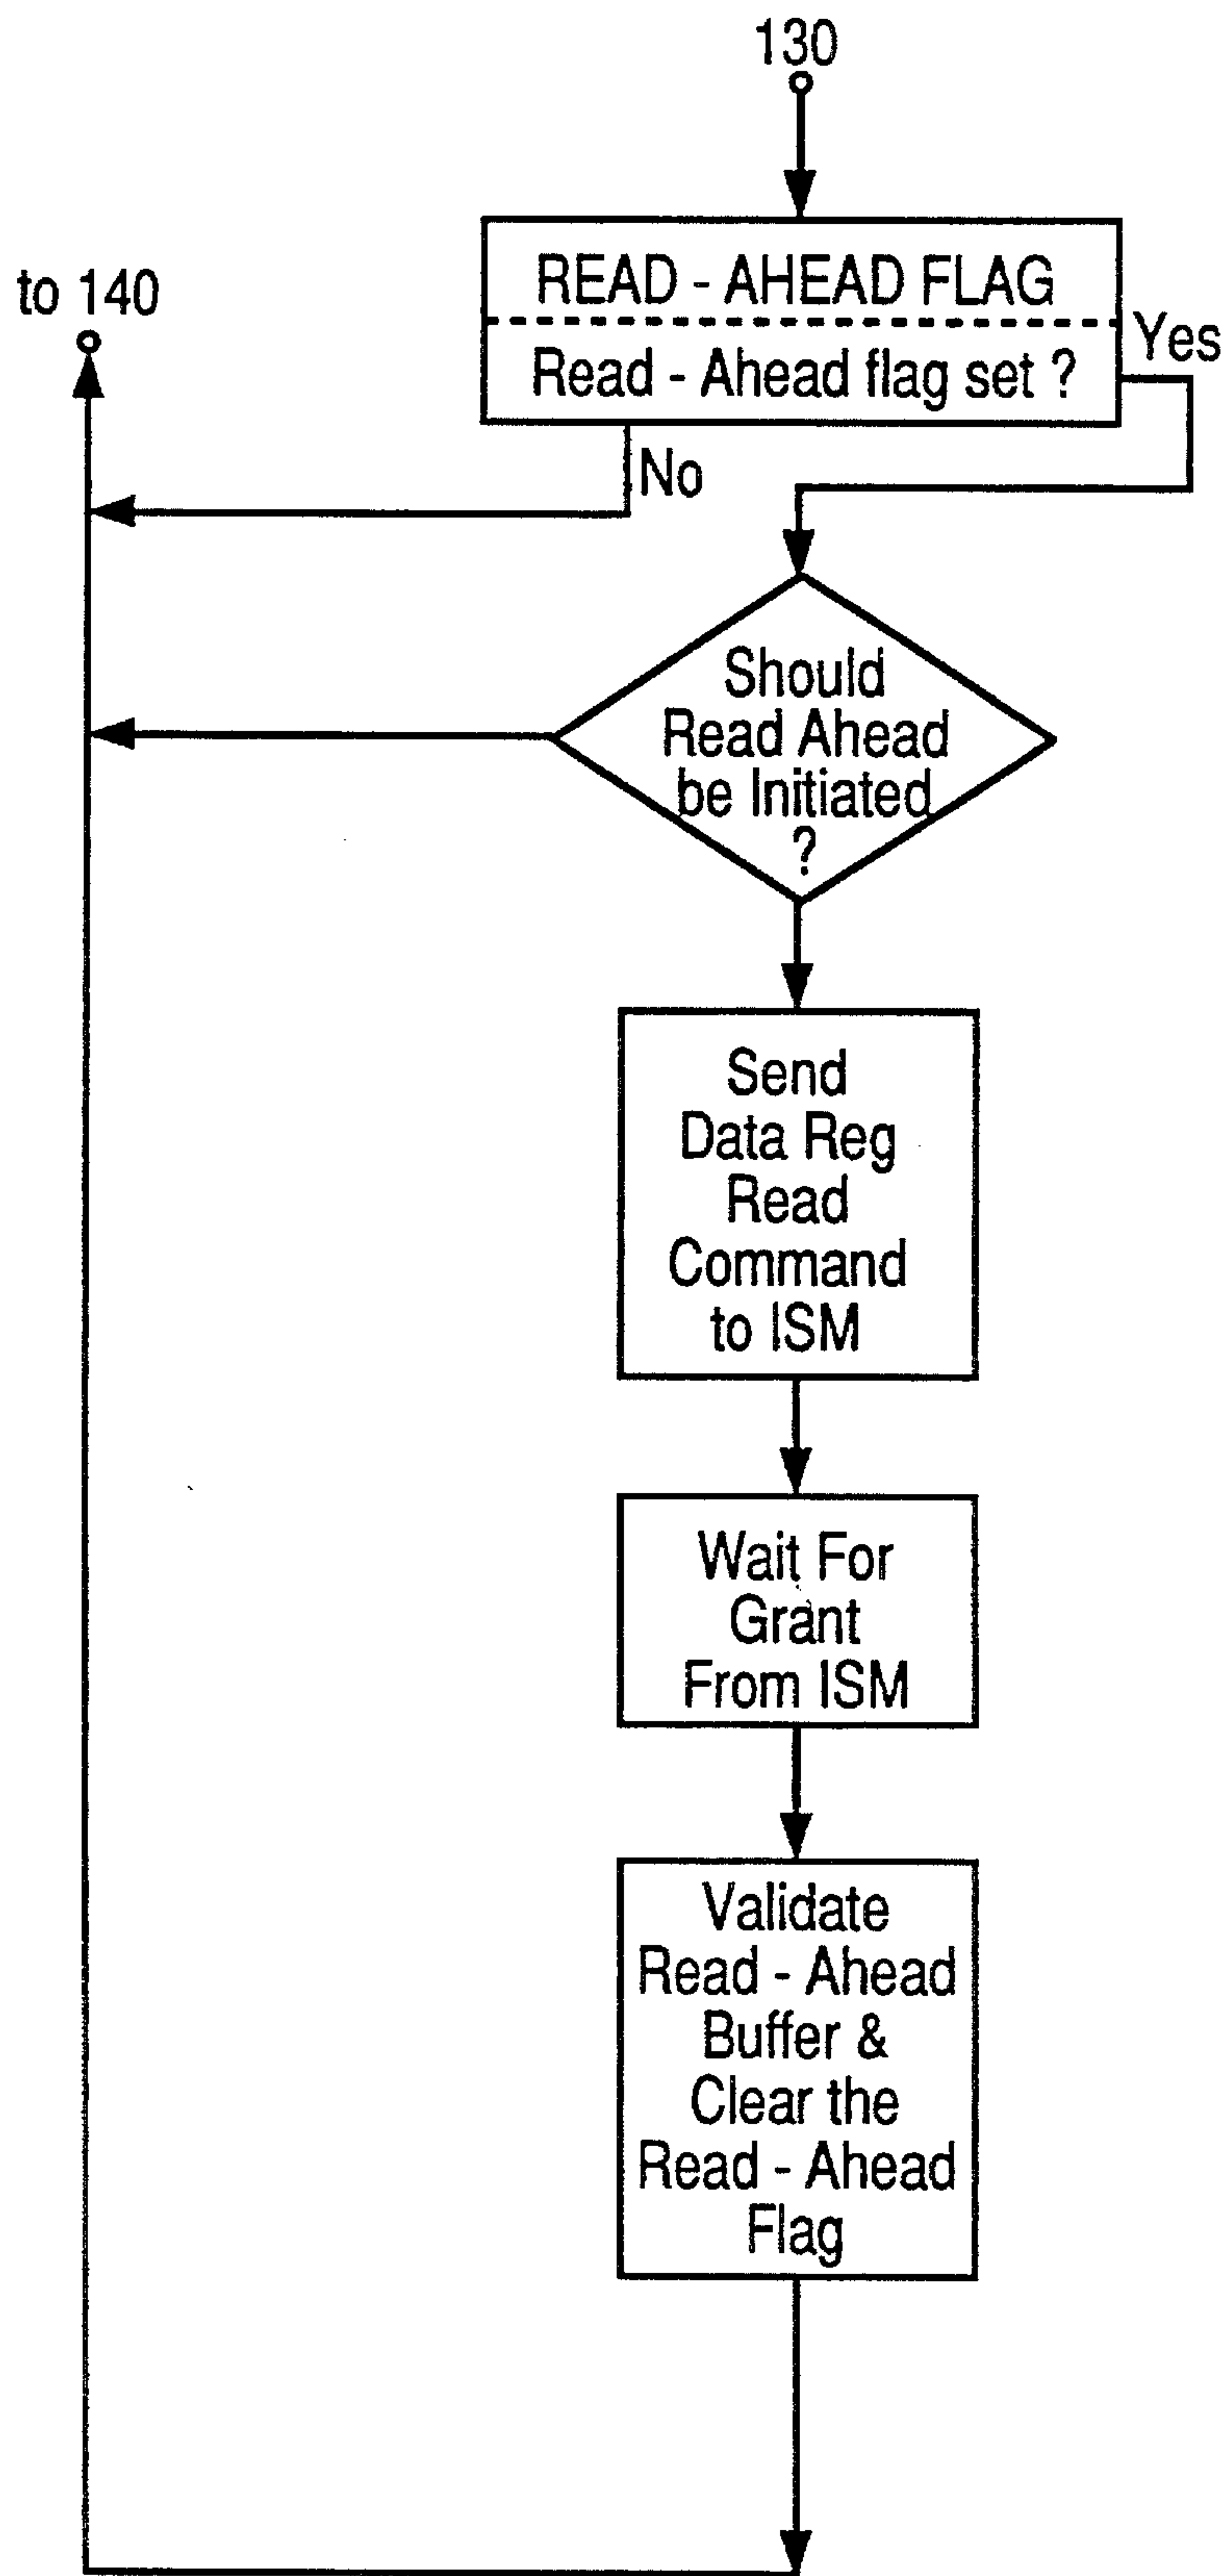 130
to 140
READ - AHEAD FLAG
Read - Ahead flag set ?
Yes
No
Should
Read Ahead
be Initiated
?
Send
Data Reg
Read
Command
to ISM
Wait For
Grant
From ISM
Validate
Read - Ahead
Buffer &
Clear the
Read - Ahead
Flag